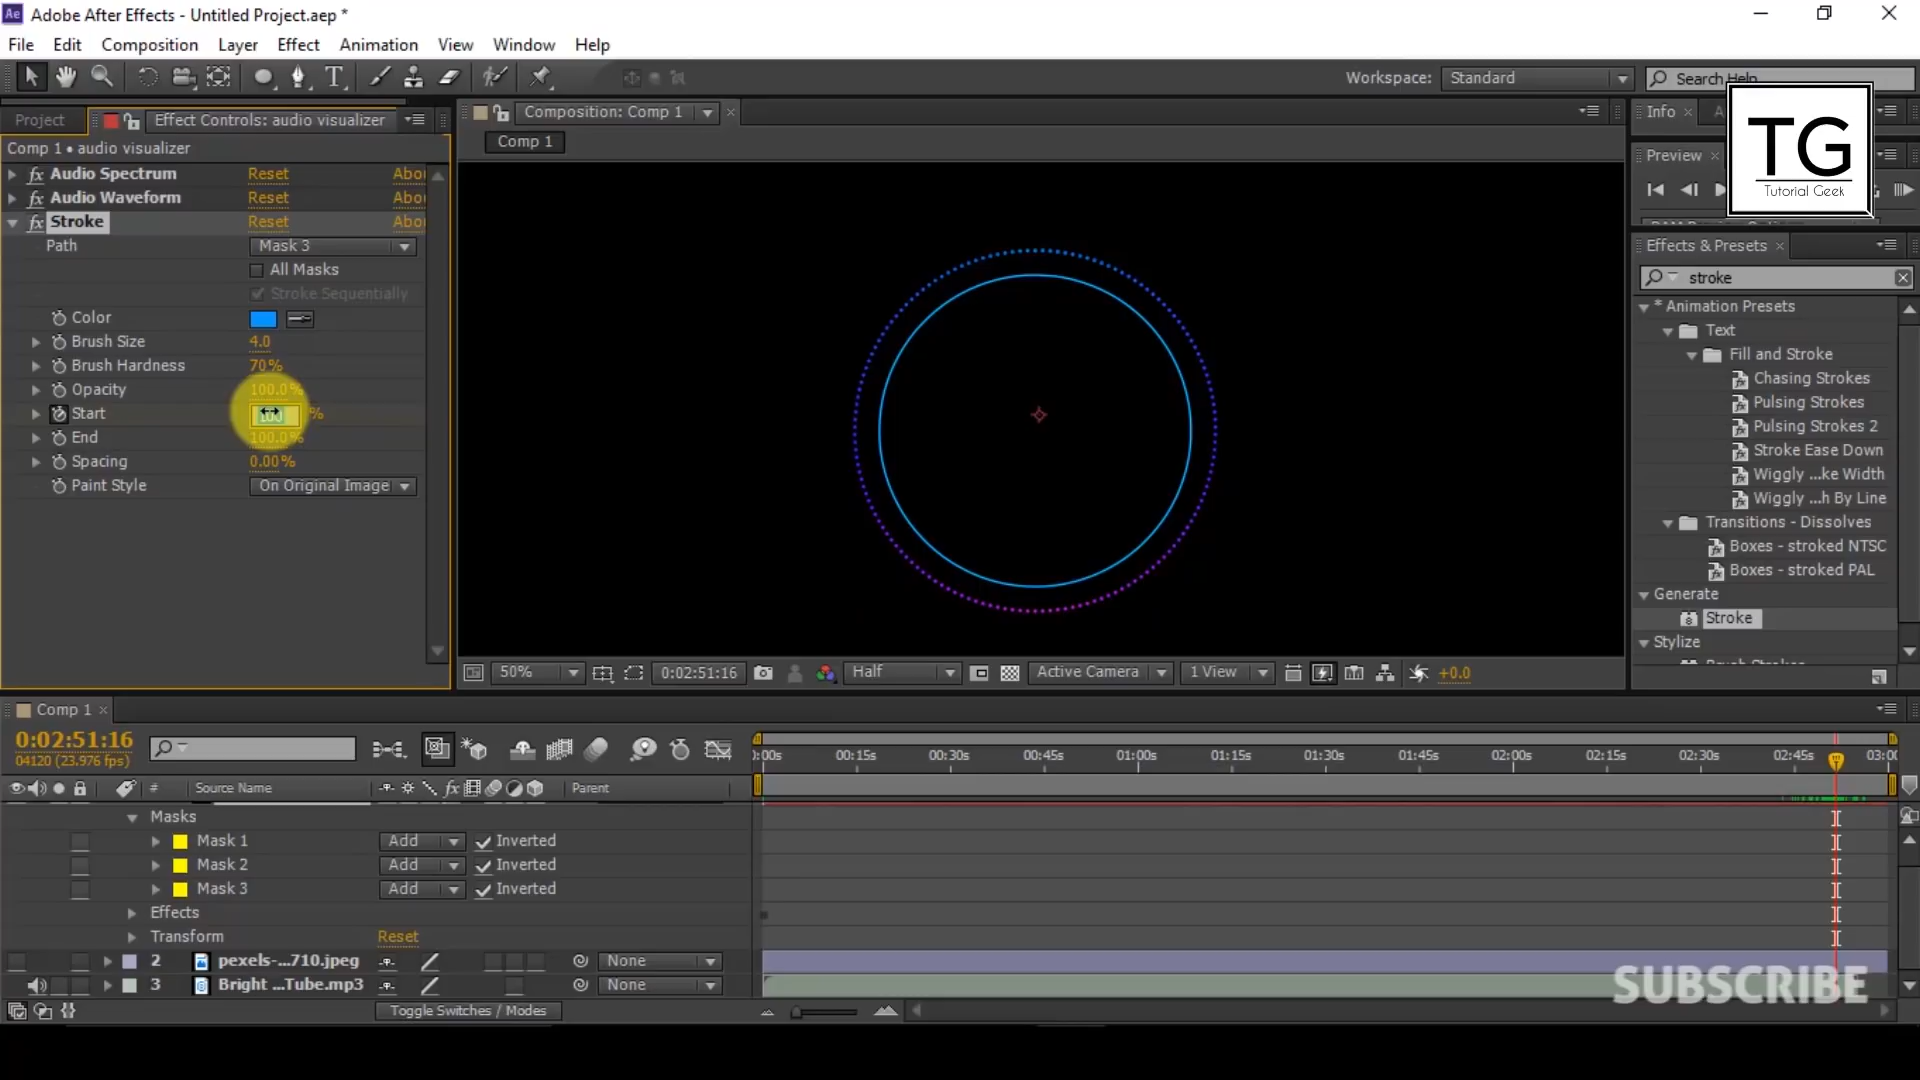 Ae Adobe After Effects - Untitled Project.aep *
File Edit Composition Layer Effect Animation View Window Help
Workspace: Standard Search Help
Project Effect Controls: audio visualizer
Composition: Comp 1
Info
TG
Tutorial Geek
Comp 1
Comp 1 • audio visualizer
Preview
fx Audio Spectrum Reset Abou
fx Audio Waveform Reset Abou
fx Stroke Reset Abou
Path Mask 3
All Masks
Stroke Sequentially
Color
Brush Size 4.0
Brush Hardness 70%
Opacity 100.0%
Start 100 %
End 100.0%
Spacing 0.00%
Paint Style On Original Image
Effects & Presets
stroke
* Animation Presets
Text
Fill and Stroke
Chasing Strokes
Pulsing Strokes
Pulsing Strokes 2
Stroke Ease Down
Wiggly ...ke Width
Wiggly ...h By Line
Transitions - Dissolves
Boxes - stroked NTSC
Boxes - stroked PAL
Generate
Stroke
Stylize
50% 0:02:51:16 Half Active Camera 1 View +0.0
Comp 1
0:02:51:16
04120 (23.976 fps)
:00s 00:15s 00:30s 00:45s 01:00s 01:15s 01:30s 01:45s 02:00s 02:15s 02:30s 02:45s 03:00
# Source Name fx Parent
Masks
Mask 1 Add Inverted
Mask 2 Add Inverted
Mask 3 Add Inverted
Effects
Transform Reset
2 pexels-...710.jpeg None
3 Bright ...Tube.mp3 None
SUBSCRIBE
Toggle Switches / Modes